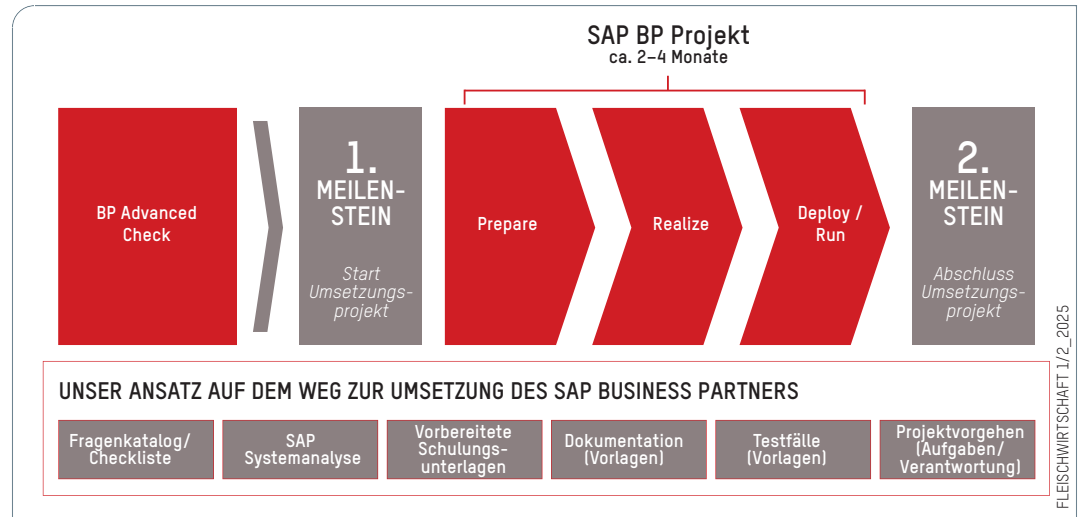 SAP BP Projekt
ca. 2–4 Monate
BP Advanced
Check
1.
MEILEN-
STEIN
Start
Umsetzungs-
projekt
Prepare
Realize
Deploy /
Run
2.
MEILEN-
STEIN
Abschluss
Umsetzungs-
projekt
UNSER ANSATZ AUF DEM WEG ZUR UMSETZUNG DES SAP BUSINESS PARTNERS
Fragenkatalog/
Checkliste
SAP
Systemanalyse
Vorbereitete
Schulungs-
unterlagen
Dokumentation
(Vorlagen)
Testfälle
(Vorlagen)
Projektvorgehen
(Aufgaben/
Verantwortung)
FLEISCHWIRTSCHAFT 1/2_2025